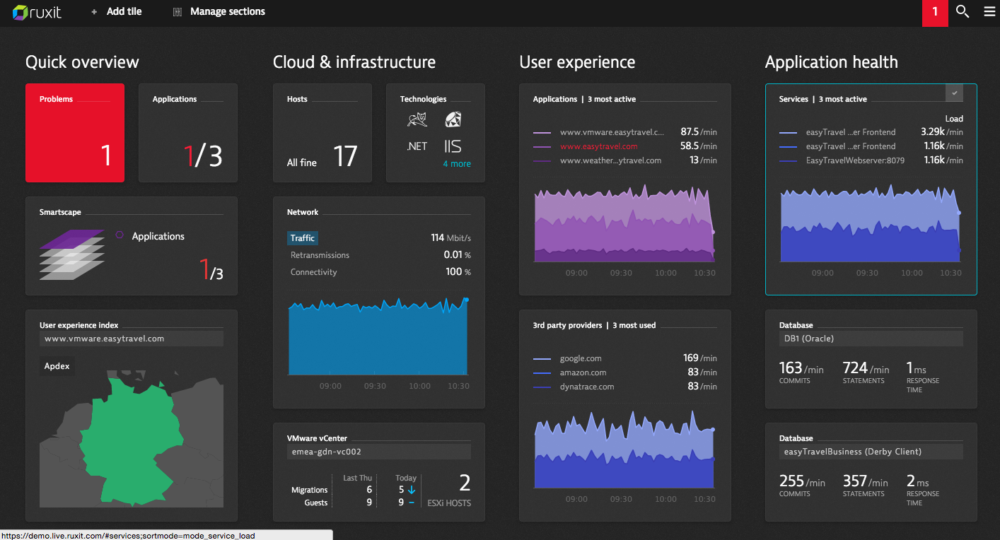 ruxit
+ Add tile
Manage sections
1
Quick overview
Problems
1
Applications
1/3
Smartscape
Applications
1/3
User experience index
www.vmware.easytravel.com
Apdex
Cloud & infrastructure
Hosts
All fine 17
Technologies
.NET IIS
4 more
Network
Traffic 114 Mbit/s
Retransmissions 0.01 %
Connectivity 100 %
09:00 09:30 10:00 10:30
VMware vCenter
emea-gdn-vc002
Last Thu Today
Migrations 6 5
Guests 9 9
2
ESXi HOSTS
User experience
Applications | 3 most active
www.vmware.easytravel.c... 87.5 /min
www.easytravel.com 58.5 /min
www.weather...ytravel.com 13 /min
09:00 09:30 10:00 10:30
3rd party providers | 3 most used
google.com 169 /min
amazon.com 83 /min
dynatrace.com 83 /min
09:00 09:30 10:00 10:30
Application health
Services | 3 most active
Load
easyTravel ...er Frontend 3.29k /min
easyTravel ...er Frontend 1.16k /min
EasyTravelWebserver:8079 1.16k /min
09:00 09:30 10:00 10:30
Database
DB1 (Oracle)
163 /min 724 /min 1 ms
COMMITS STATEMENTS RESPONSE
TIME
Database
easyTravelBusiness (Derby Client)
255 /min 357 /min 2 ms
COMMITS STATEMENTS RESPONSE
TIME
https://demo.live.ruxit.com/#services;sortmode=mode_service_load